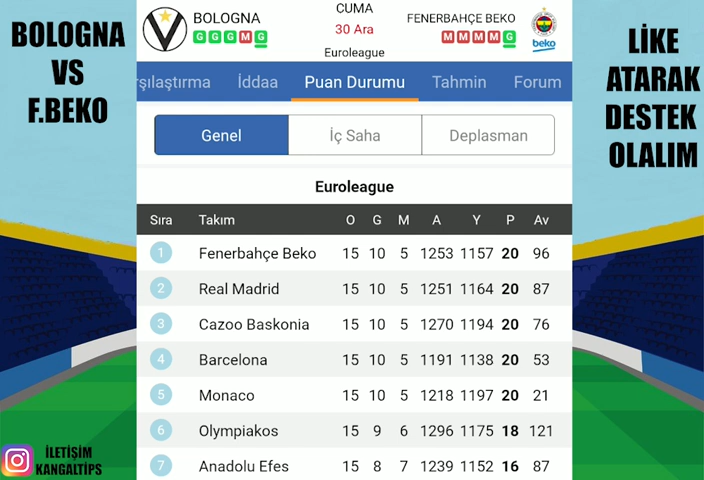 BOLOGNA
VS
F.BEKO
BOLOGNA
G G G M G
CUMA
30 Ara
Euroleague
FENERBAHÇE BEKO
M M M M G
beko
LİKE
ATARAK
DESTEK
OLALIM
rşılaştırma İddaa Puan Durumu Tahmin Forum
Genel İç Saha Deplasman
Euroleague
Sıra Takım O G M A Y P Av
1 Fenerbahçe Beko 15 10 5 1253 1157 20 96
2 Real Madrid 15 10 5 1251 1164 20 87
3 Cazoo Baskonia 15 10 5 1270 1194 20 76
4 Barcelona 15 10 5 1191 1138 20 53
5 Monaco 15 10 5 1218 1197 20 21
6 Olympiakos 15 9 6 1296 1175 18 121
7 Anadolu Efes 15 8 7 1239 1152 16 87
İLETİŞİM
KANGALTİPS